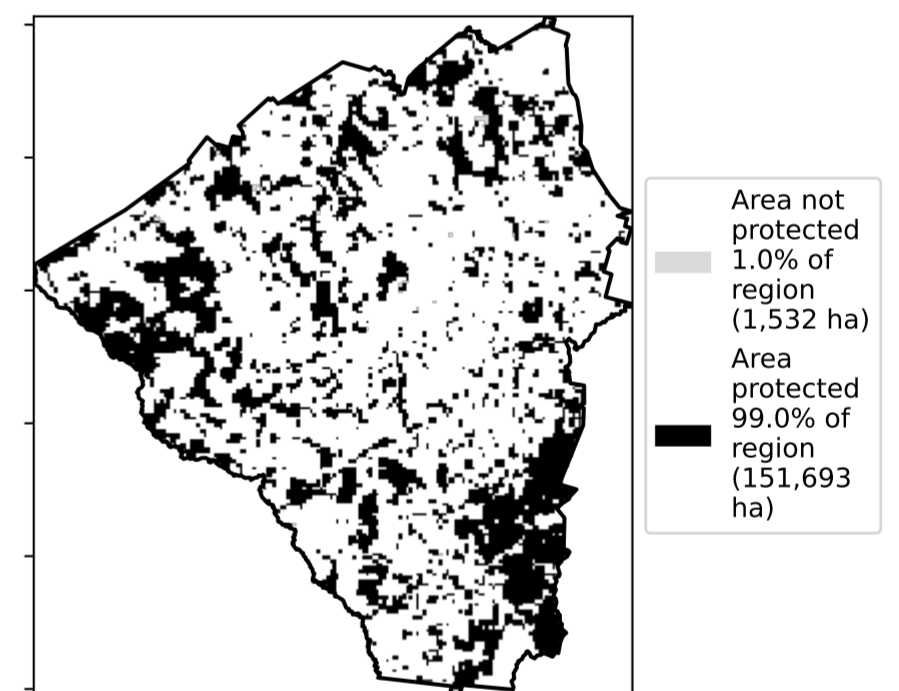 Area not
protected
1.0% of
region
(1,532 ha)
Area
protected
99.0% of
region
(151,693
ha)